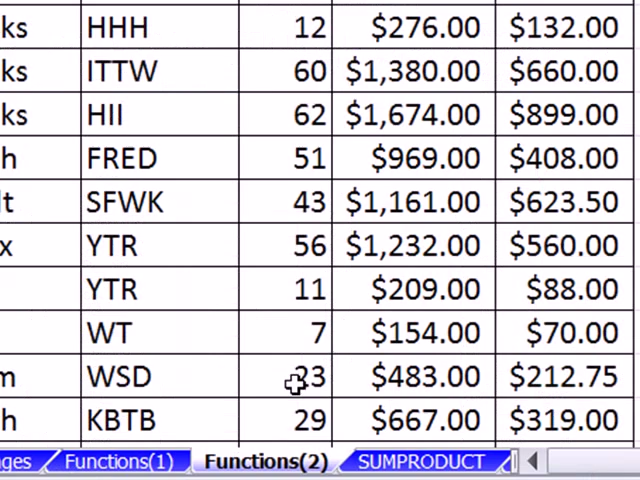 ks HHH 12 $276.00 $132.00
ks ITTW 60 $1,380.00 $660.00
ks HII 62 $1,674.00 $899.00
h FRED 51 $969.00 $408.00
lt SFWK 43 $1,161.00 $623.50
x YTR 56 $1,232.00 $560.00
YTR 11 $209.00 $88.00
WT 7 $154.00 $70.00
m WSD 23 $483.00 $212.75
h KBTB 29 $667.00 $319.00
ges Functions(1) Functions(2) SUMPRODUCT